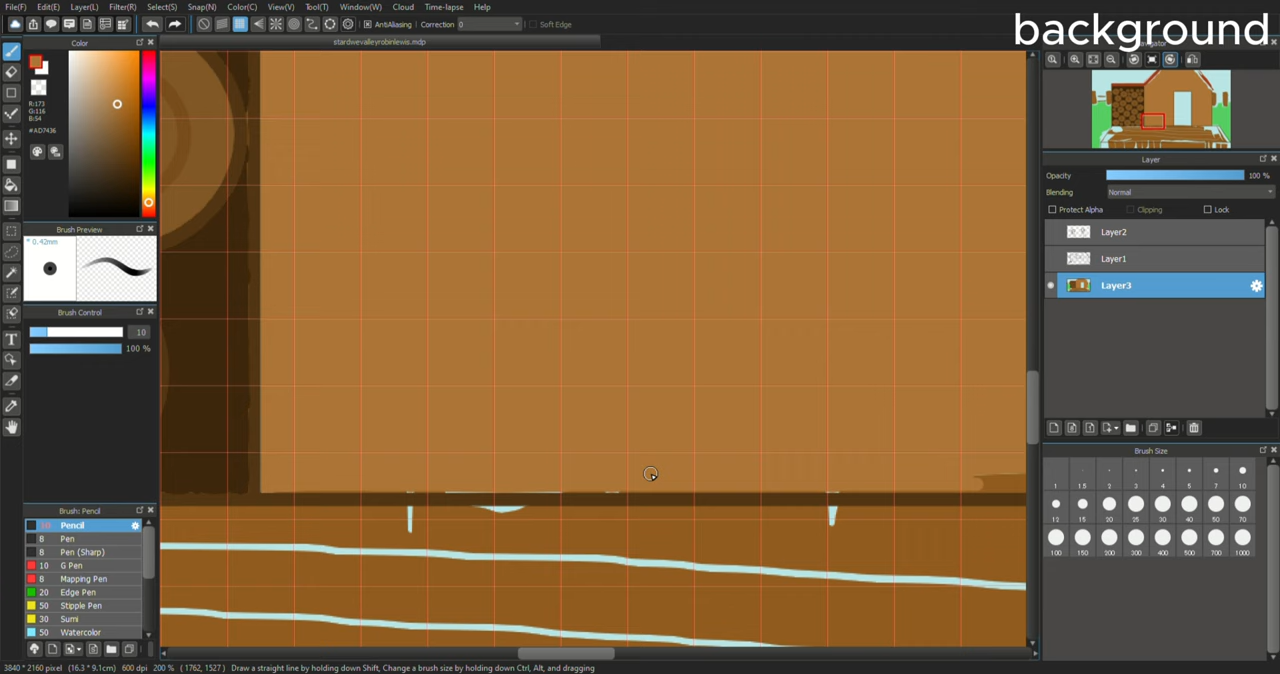 File(F) Edit(E) Layer(L) Filter(R) Select(S) Snap(N) Color(C) View(V) Tool(T) Window(W) Cloud Time-lapse Help
AntiAliasing Correction 0 Soft Edge
background
Color
stardwevalleyrobinlewis.mdp
R:173
G:116
B:54
#AD7436
Brush Preview
* 0.42mm
Brush Control
10
100 %
Brush: Pencil
10 Pencil
8 Pen
8 Pen (Sharp)
10 G Pen
8 Mapping Pen
20 Edge Pen
50 Stipple Pen
30 Sumi
50 Watercolor
Layer
Opacity 100 %
Blending Normal
Protect Alpha Clipping Lock
Layer2
Layer1
Layer3
Brush Size
1 1.5 2 3 4 5 7 10
12 15 20 25 30 40 50 70
100 150 200 300 400 500 700 1000
3840 * 2160 pixel (16.3 * 9.1cm) 600 dpi 200 % ( 1762, 1527 ) Draw a straight line by holding down Shift, Change a brush size by holding down Ctrl, Alt, and dragging